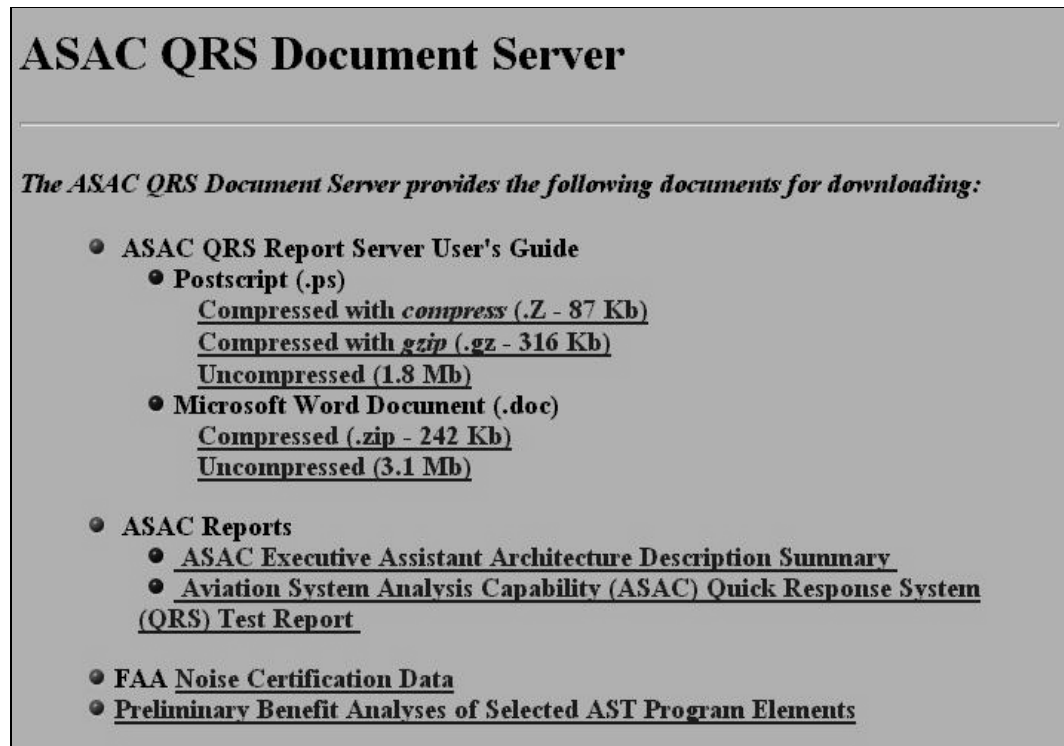 ASAC QRS Document Server
The ASAC QRS Document Server provides the following documents for downloading:
ASAC QRS Report Server User's Guide
Postscript (.ps)
Compressed with compress (.Z - 87 Kb)
Compressed with gzip (.gz - 316 Kb)
Uncompressed (1.8 Mb)
Microsoft Word Document (.doc)
Compressed (.zip - 242 Kb)
Uncompressed (3.1 Mb)
ASAC Reports
ASAC Executive Assistant Architecture Description Summary
Aviation System Analysis Capability (ASAC) Quick Response System
(QRS) Test Report
FAA Noise Certification Data
Preliminary Benefit Analyses of Selected AST Program Elements